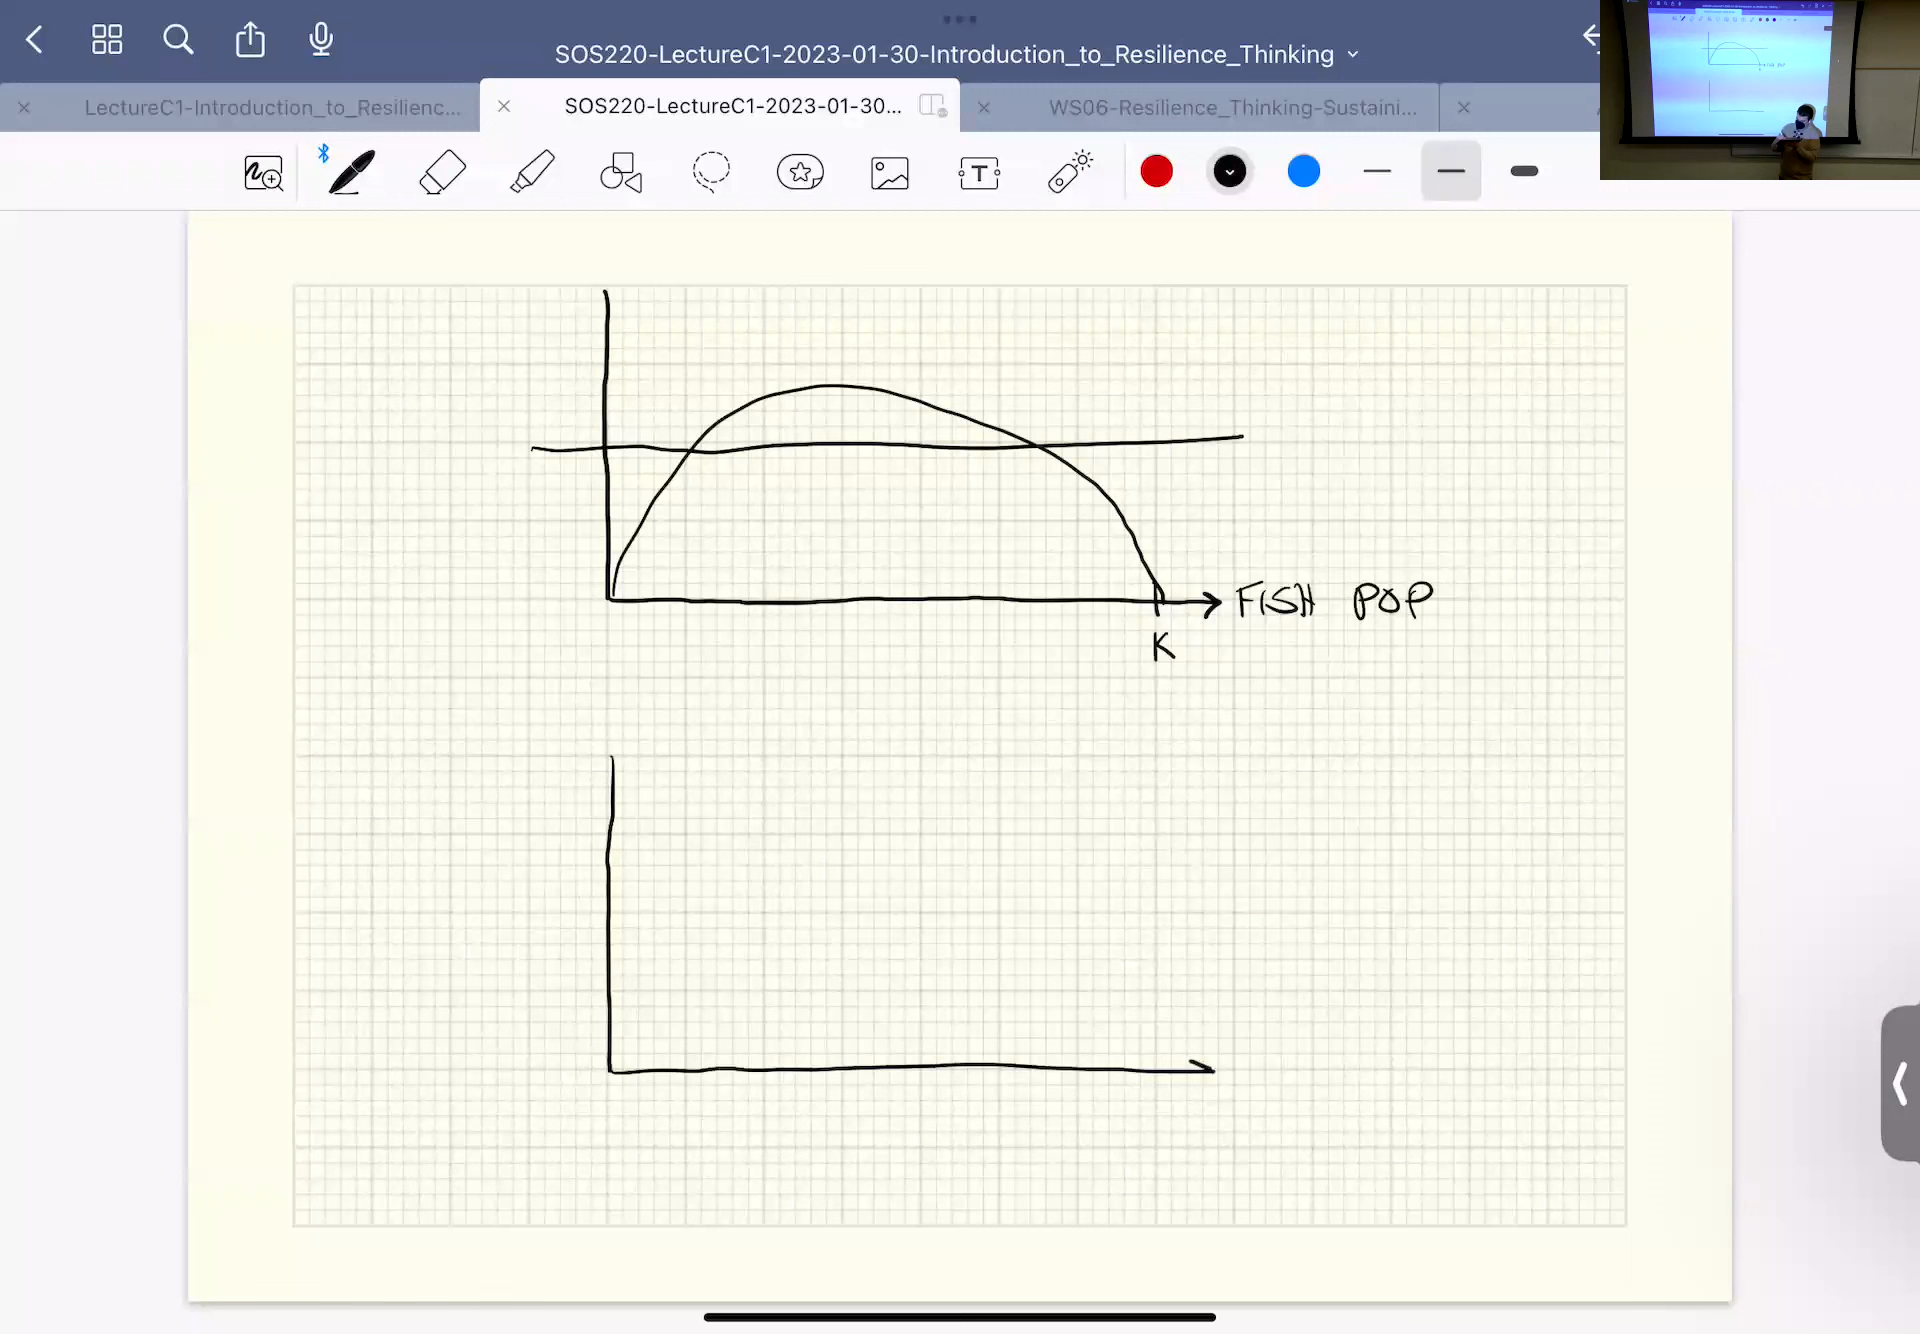 SOS220-LectureC1-2023-01-30-Introduction_to_Resilience_Thinking
LectureC1-Introduction_to_Resilienc...
SOS220-LectureC1-2023-01-30...
WS06-Resilience_Thinking-Sustaini...
T
FISH POP
K